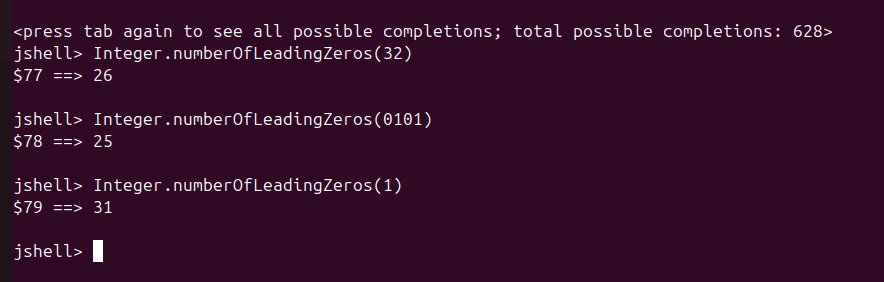 <press tab again to see all possible completions; total possible completions: 628>
jshell> Integer.numberOfLeadingZeros(32)
$77 ==> 26
jshell> Integer.numberOfLeadingZeros(0101)
$78 ==> 25
jshell> Integer.numberOfLeadingZeros(1)
$79 ==> 31
jshell>